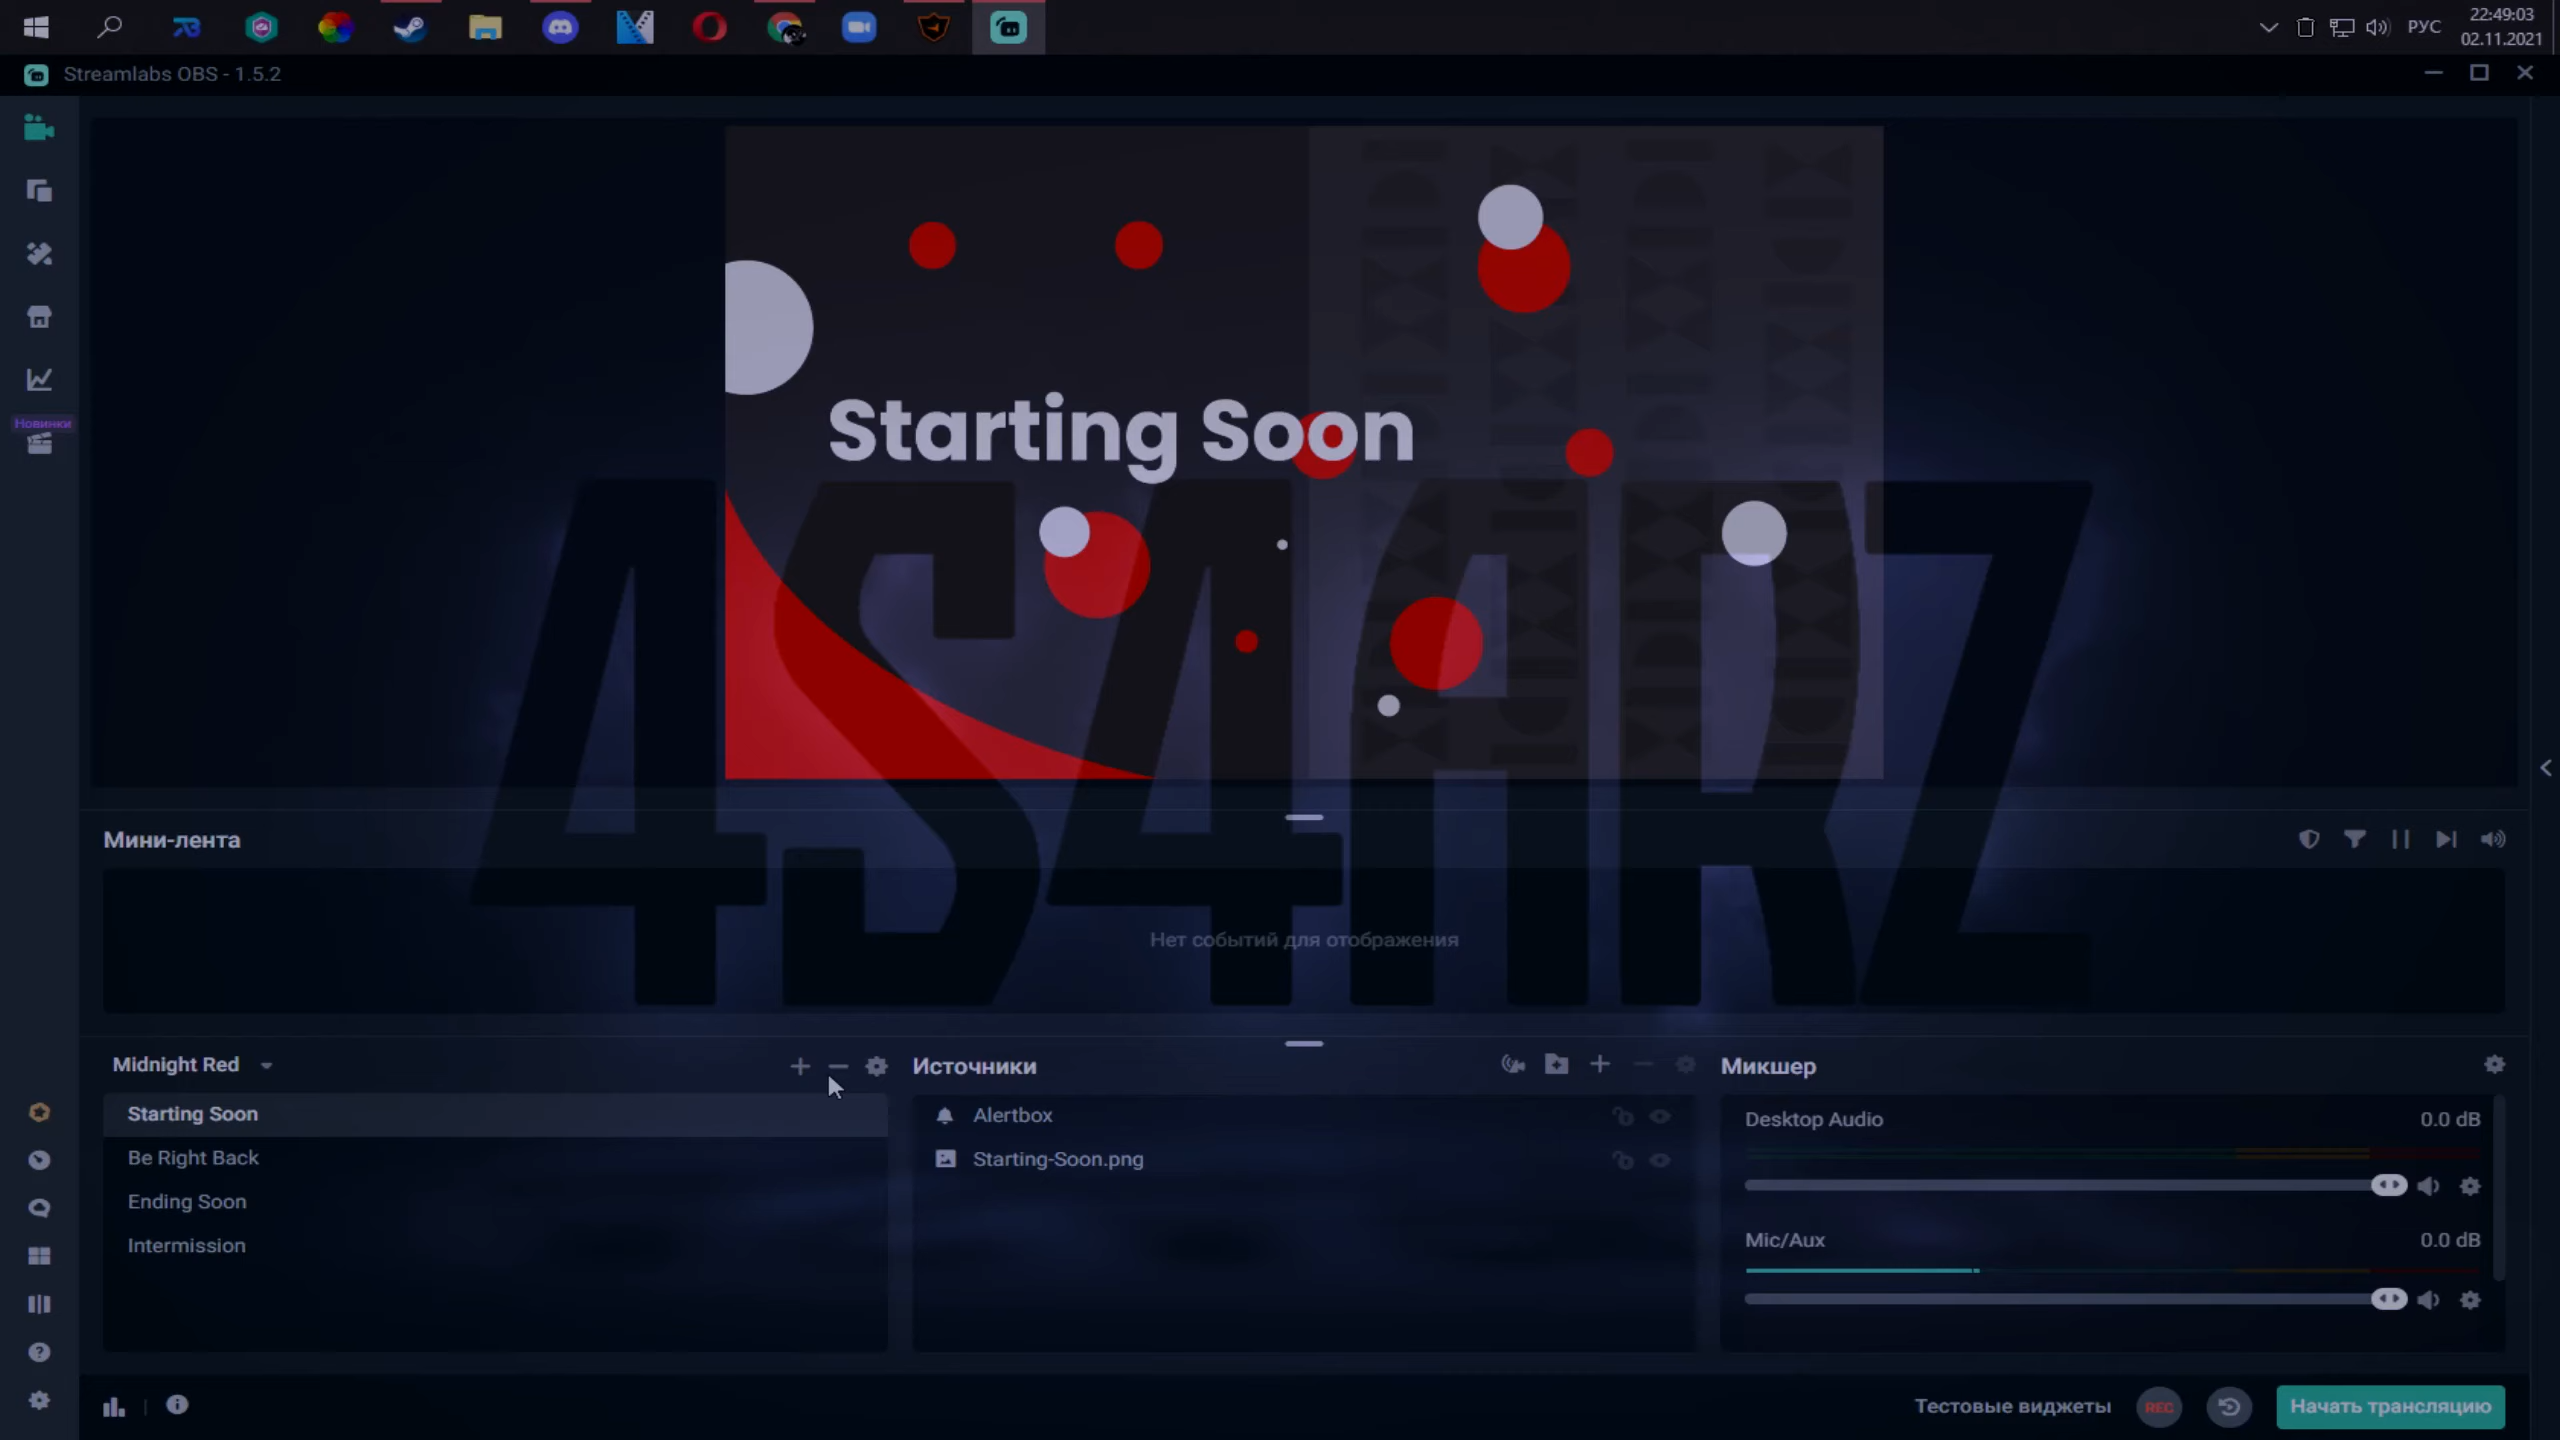 22:49:03
РУС
02.11.2021
Streamlabs OBS - 1.5.2
Новинки
Starting Soon
4S4ARZ
Мини-лента
Нет событий для отображения
Midnight Red
Starting Soon
Be Right Back
Ending Soon
Intermission
Источники
Alertbox
Starting-Soon.png
Микшер
Desktop Audio
0.0 dB
Mic/Aux
0.0 dB
Тестовые виджеты
REC
Начать трансляцию